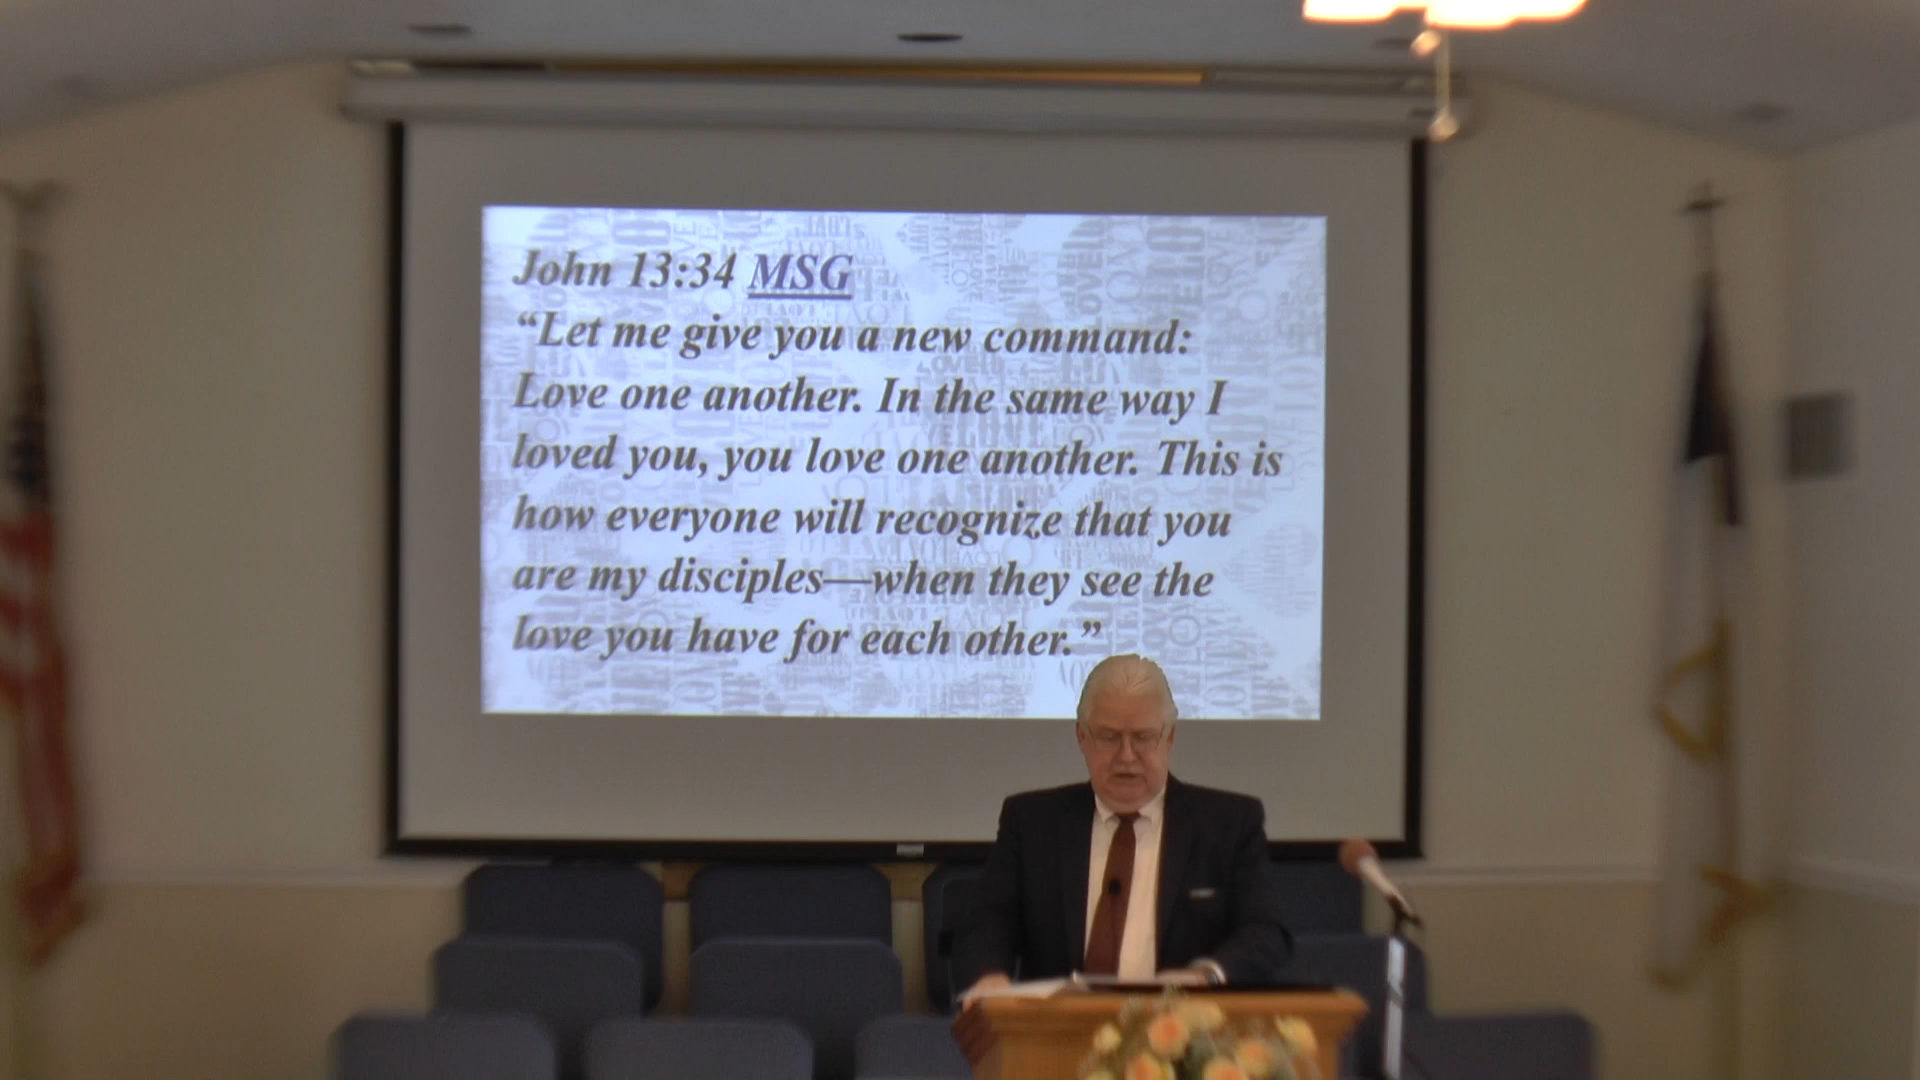 John 13:34 MSG
“Let me give you a new command:
Love one another. In the same way I
loved you, you love one another. This is
how everyone will recognize that you
are my disciples—when they see the
love you have for each other.”